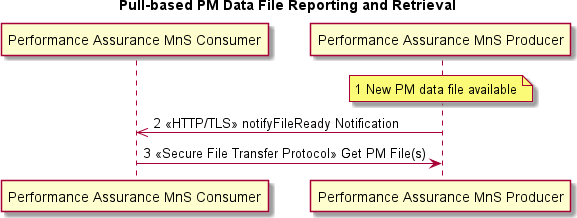 Pull-based PM Data File Reporting and Retrieval
Performance Assurance MnS Consumer
Performance Assurance MnS Producer
1 New PM data file available
2 «HTTP/TLS» notifyFileReady Notification
3 «Secure File Transfer Protocol» Get PM File(s)
Performance Assurance MnS Consumer
Performance Assurance MnS Producer